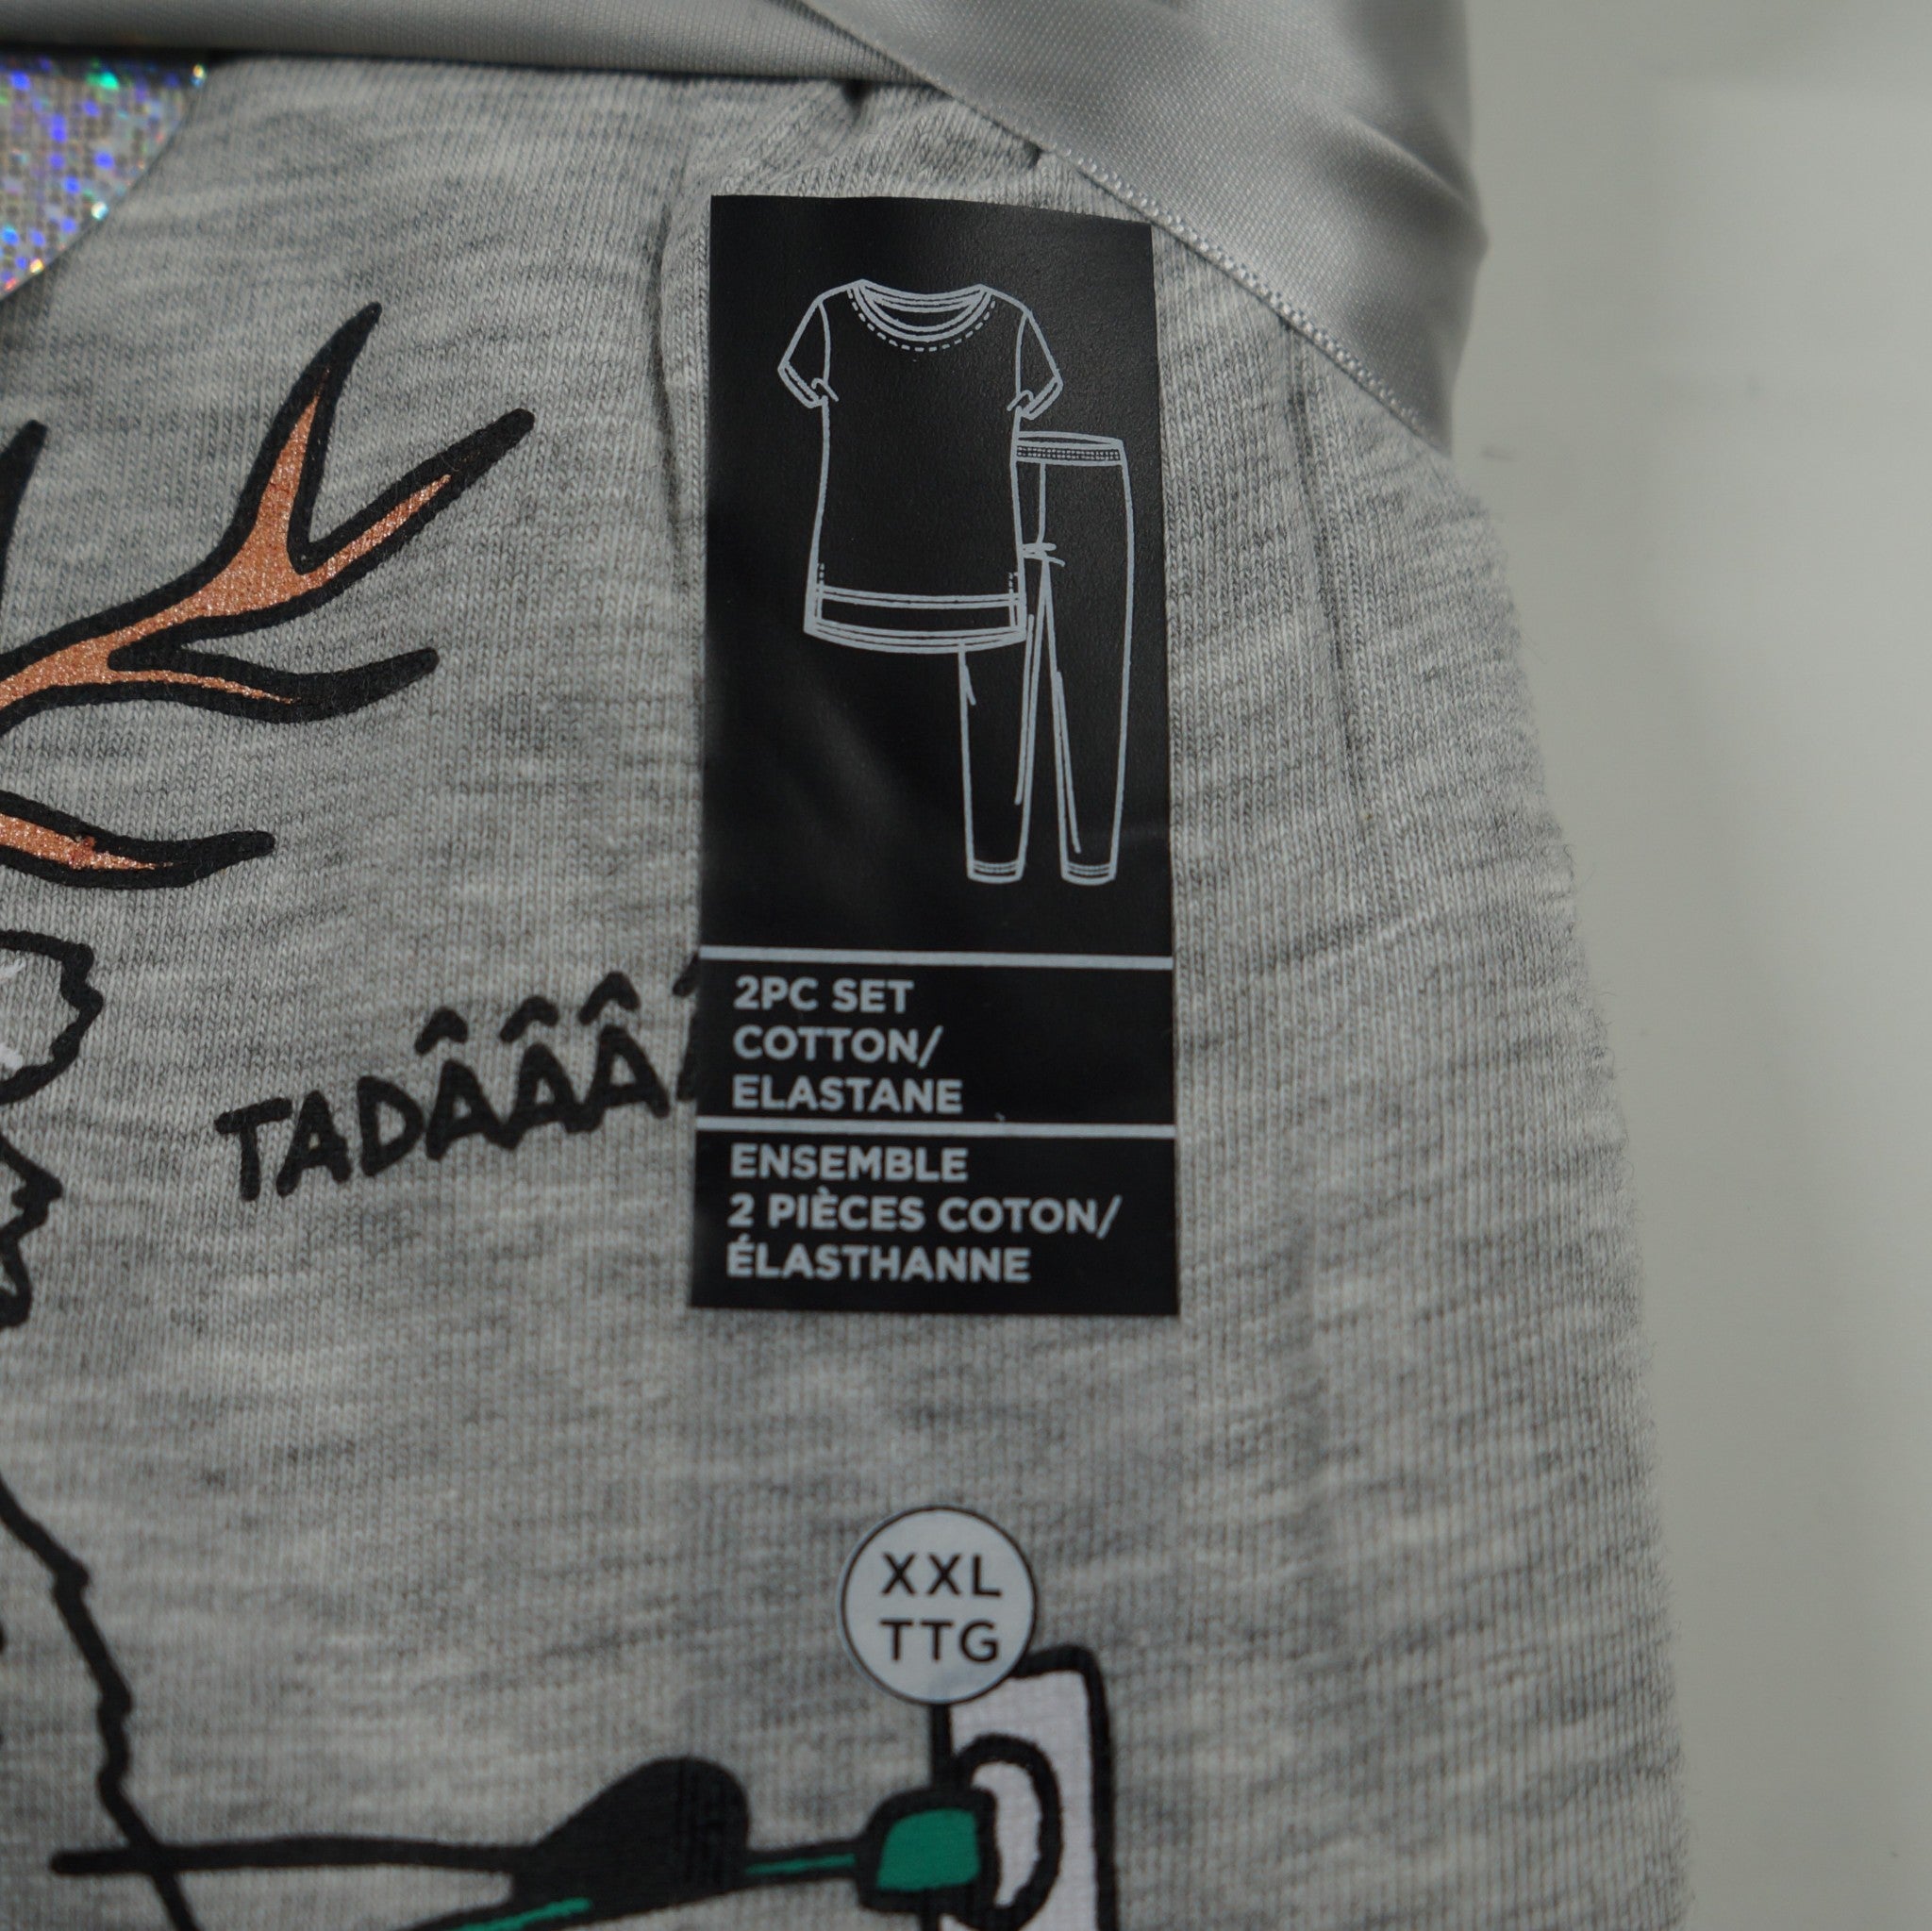 2PC SET
COTTON/
ELASTANE
ENSEMBLE
2 PIÈCES COTON/
ÉLASTHANNE
TADÂÂÂ
XXL
TTG